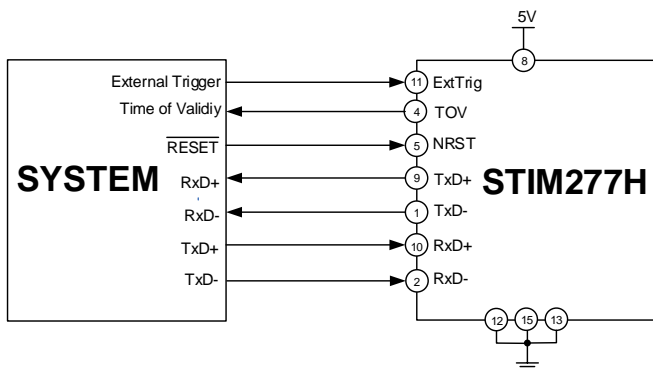 5V
8
External Trigger 11 ExtTrig
Time of Validiy 4 TOV
RESET 5 NRST
SYSTEM
STIM277H
RxD+ 9 TxD+
RxD- 1 TxD-
TxD+ 10 RxD+
TxD- 2 RxD-
12 15 13